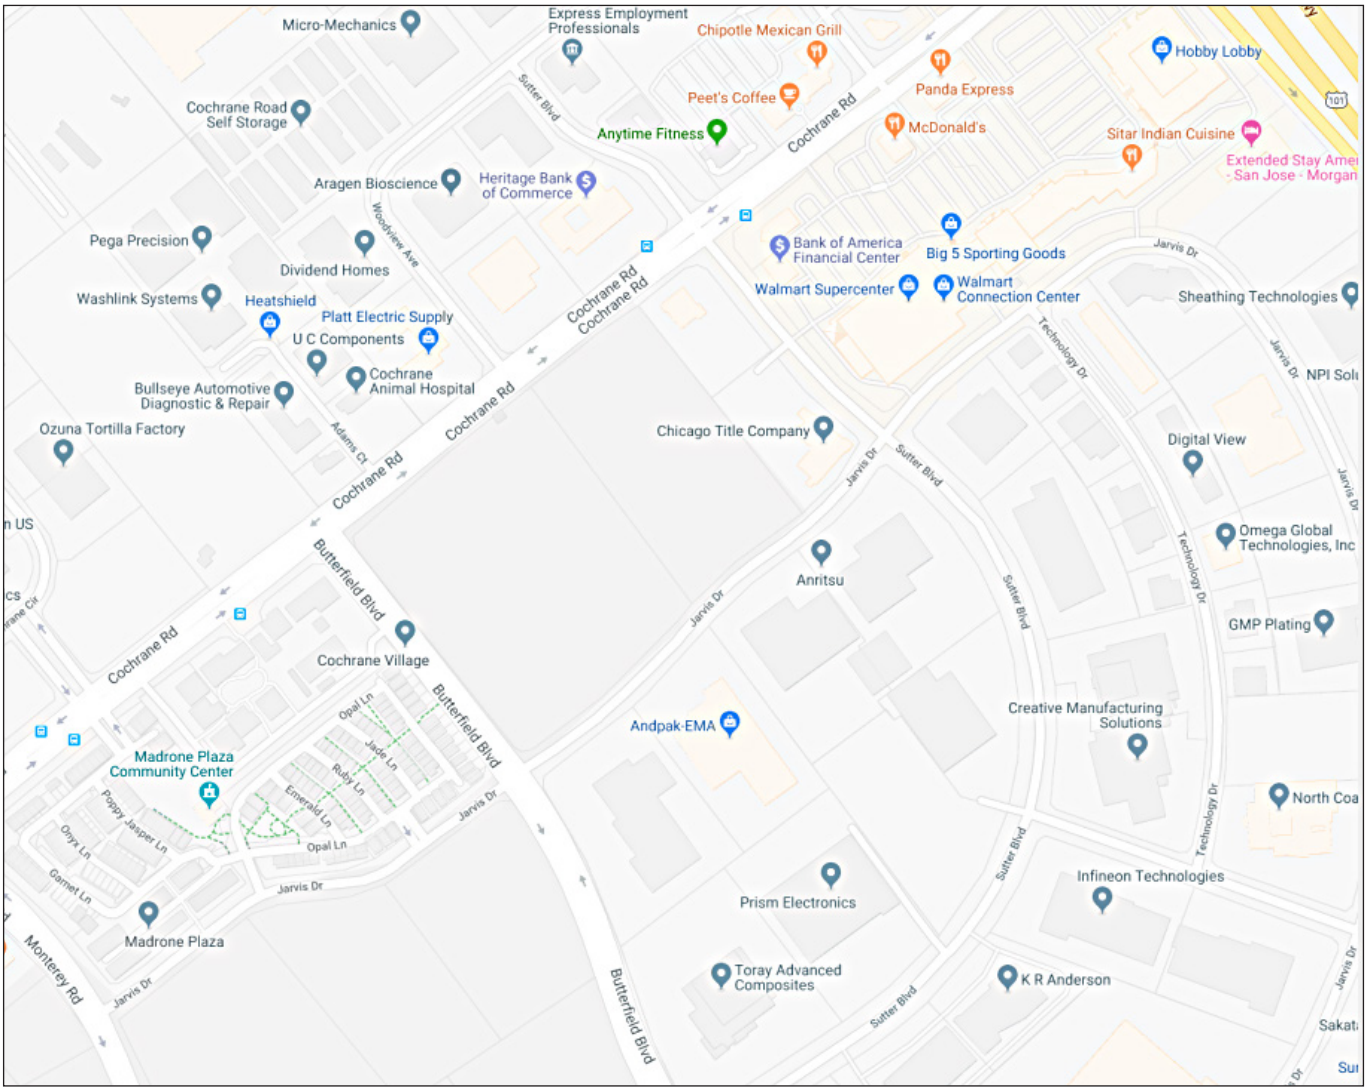 Express Employment
Professionals
Micro-Mechanics
Chipotle Mexican Grill
Hobby Lobby
Sutter Blvd
Panda Express
Peet's Coffee
101
Cochrane Road
Self Storage
Cochrane Rd
Anytime Fitness
McDonald's
Sitar Indian Cuisine
Extended Stay Amer
- San Jose - Morgan
Aragen Bioscience
Heritage Bank
of Commerce
Woodview Ave
Pega Precision
Dividend Homes
Bank of America
Financial Center
Big 5 Sporting Goods
Jarvis Dr
Washlink Systems
Heatshield
Cochrane Rd
Cochrane Rd
Walmart Supercenter
Walmart
Connection Center
Sheathing Technologies
Platt Electric Supply
U C Components
Technology Dr
Jarvis Dr
Cochrane
Animal Hospital
NPI Solu
Bullseye Automotive
Diagnostic & Repair
Cochrane Rd
Ozuna Tortilla Factory
Adams Ct
Chicago Title Company
Digital View
Cochrane Rd
Jarvis Dr
Sutter Blvd
Jarvis Dr
n US
Omega Global
Technologies, Inc
Butterfield Blvd
Anritsu
Technology Dr
cs
rane Cir
Jarvis Dr
Sutter Blvd
GMP Plating
Cochrane Rd
Cochrane Village
Opal Ln
Butterfield Blvd
Andpak-EMA
Creative Manufacturing
Solutions
Madrone Plaza
Community Center
Jade Ln
Ruby Ln
Emerald Ln
Jarvis Dr
North Coa
Poppy Jasper Ln
Onyx Ln
Opal Ln
Technology Dr
Sutter Blvd
Garnet Ln
Jarvis Dr
Infineon Technologies
Prism Electronics
Madrone Plaza
Monterey Rd
Jarvis Dr
Butterfield Blvd
Toray Advanced
Composites
K R Anderson
Jarvis Dr
Sutter Blvd
Sakat
Sur
Dr